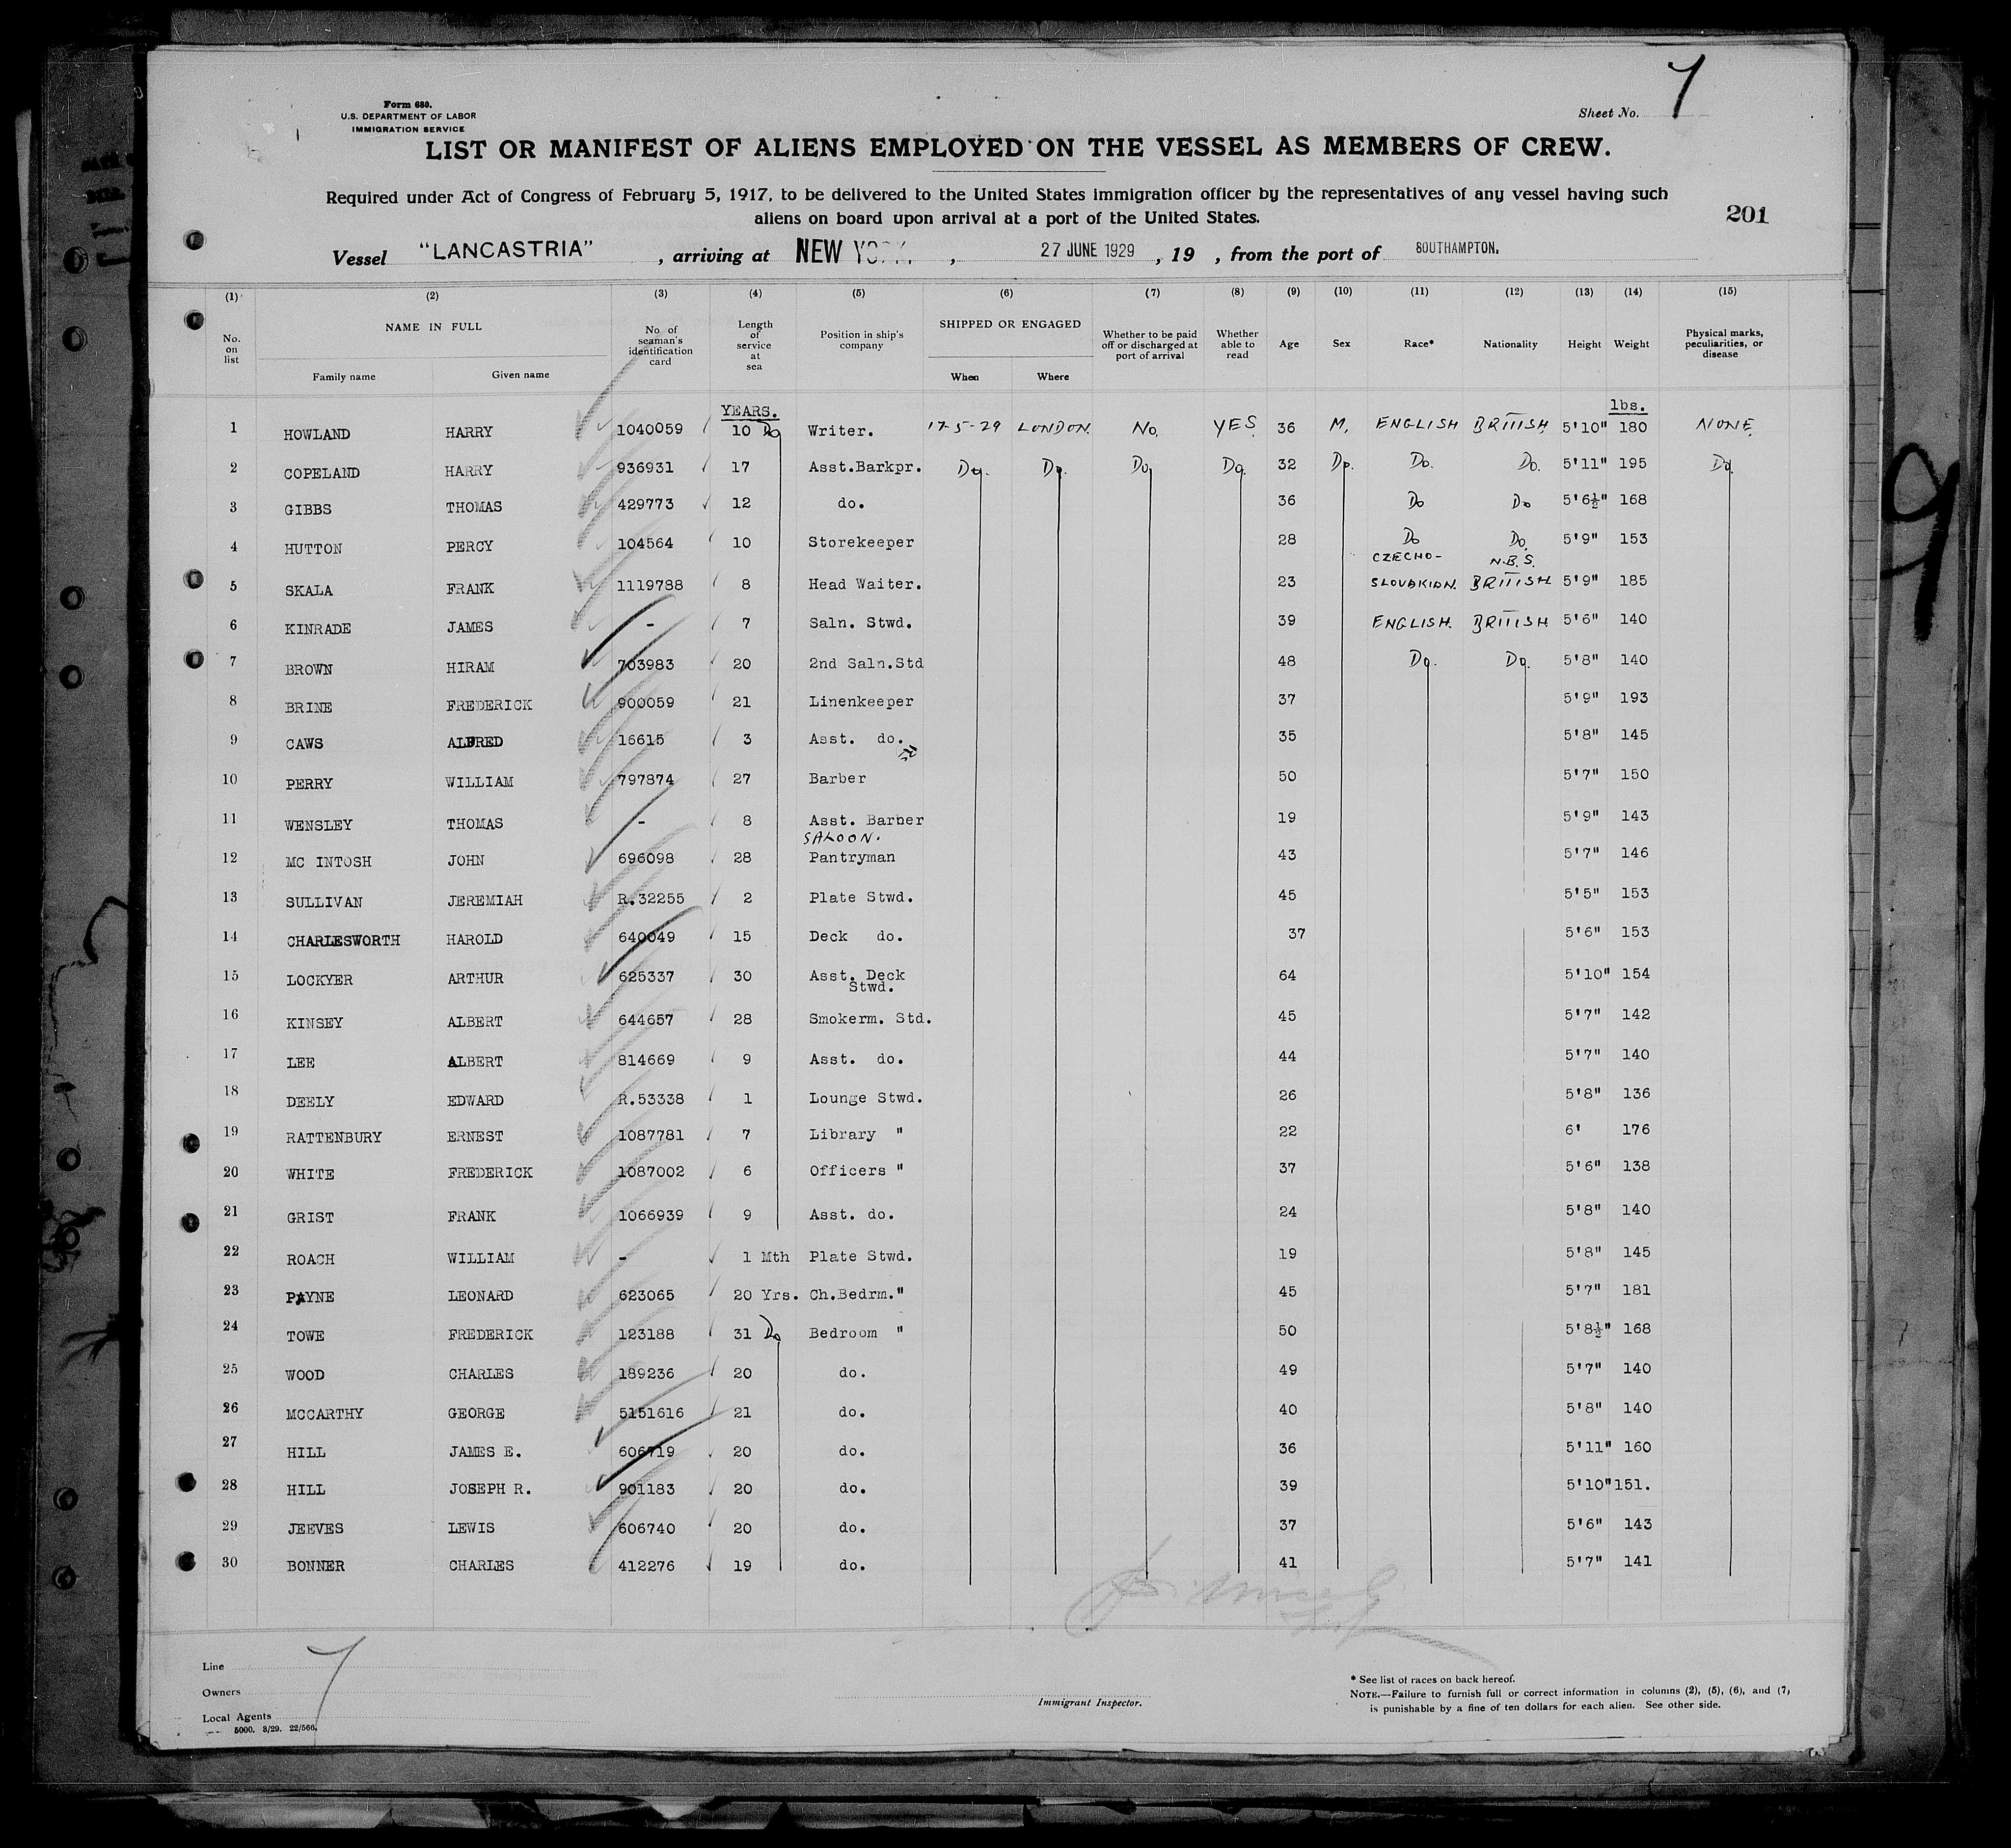 7
Form 680.
U.S. DEPARTMENT OF LABOR
IMMIGRATION SERVICE
Sheet No. 7
LIST OR MANIFEST OF ALIENS EMPLOYED ON THE VESSEL AS MEMBERS OF CREW.
Required under Act of Congress of February 5, 1917, to be delivered to the United States immigration officer by the representatives of any vessel having such
aliens on board upon arrival at a port of the United States.
201
Vessel "LANCASTRIA" , arriving at NEW YORK. , 27 JUNE 1929 , 19 , from the port of SOUTHAMPTON.
(1) (2) (3) (4) (5) (6) (7) (8) (9) (10) (11) (12) (13) (14) (15)
No. on list NAME IN FULL Family name Given name No. of seaman's identification card Length of service at sea Position in ship's company SHIPPED OR ENGAGED When Where Whether to be paid off or discharged at port of arrival Whether able to read Age Sex Race* Nationality Height Weight Physical marks, peculiarities, or disease
YEARS. lbs.
1 HOWLAND HARRY 1040059 10 Do Writer. 17-5-29 LONDON. No. YES. 36 M. ENGLISH BRITISH. 5'10" 180 NONE.
2 COPELAND HARRY 936931 17 Asst.Barkpr. Do. Do. Do. Do. 32 Do. Do. Do. 5'11" 195 Do.
3 GIBBS THOMAS 429773 12 do. 36 Do Do 5'6½" 168
4 HUTTON PERCY 104564 10 Storekeeper 28 Do Do. 5'9" 153
CZECHO- N.B.S.
5 SKALA FRANK 1119788 8 Head Waiter. 23 SLOVAKIAN. BRITISH 5'9" 185
6 KINRADE JAMES - 7 Saln. Stwd. 39 ENGLISH. BRITISH 5'6" 140
7 BROWN HIRAM 703983 20 2nd Saln.Std 48 Do. Do. 5'8" 140
8 BRINE FREDERICK 900059 21 Linenkeeper 37 5'9" 193
9 CAWS ALFRED 16615 3 Asst. do. 35 5'8" 145
10 PERRY WILLIAM 797874 27 Barber 50 5'7" 150
11 WENSLEY THOMAS - 8 Asst. Barber 19 5'9" 143
SALOON.
12 MC INTOSH JOHN 696098 28 Pantryman 43 5'7" 146
13 SULLIVAN JEREMIAH R.32255 2 Plate Stwd. 45 5'5" 153
14 CHARLESWORTH HAROLD 640049 15 Deck do. 37 5'6" 153
15 LOCKYER ARTHUR 625337 30 Asst. Deck 64 5'10" 154
Stwd.
16 KINSEY ALBERT 644657 28 Smokerm. Std. 45 5'7" 142
17 LEE ALBERT 814669 9 Asst. do. 44 5'7" 140
18 DEELY EDWARD R.53338 1 Lounge Stwd. 26 5'8" 136
19 RATTENBURY ERNEST 1087781 7 Library " 22 6' 176
20 WHITE FREDERICK 1087002 6 Officers " 37 5'6" 138
21 GRIST FRANK 1066939 9 Asst. do. 24 5'8" 140
22 ROACH WILLIAM - 1 Mth Plate Stwd. 19 5'8" 145
23 PAYNE LEONARD 623065 20 Yrs. Ch.Bedrm." 45 5'7" 181
24 TOWE FREDERICK 123188 31 Do Bedroom " 50 5'8½" 168
25 WOOD CHARLES 189236 20 do. 49 5'7" 140
26 MCCARTHY GEORGE 5151616 21 do. 40 5'8" 140
27 HILL JAMES E. 606719 20 do. 36 5'11" 160
28 HILL JOSEPH R. 901183 20 do. 39 5'10" 151.
29 JEEVES LEWIS 606740 20 do. 37 5'6" 143
30 BONNER CHARLES 412276 19 do. 41 5'7" 141
Line
Owners
Local Agents
5000. 3/29. 22/566.
7
Immigrant Inspector.
* See list of races on back hereof.
NOTE.—Failure to furnish full or correct information in columns (2), (5), (6), and (7),
is punishable by a fine of ten dollars for each alien. See other side.
9